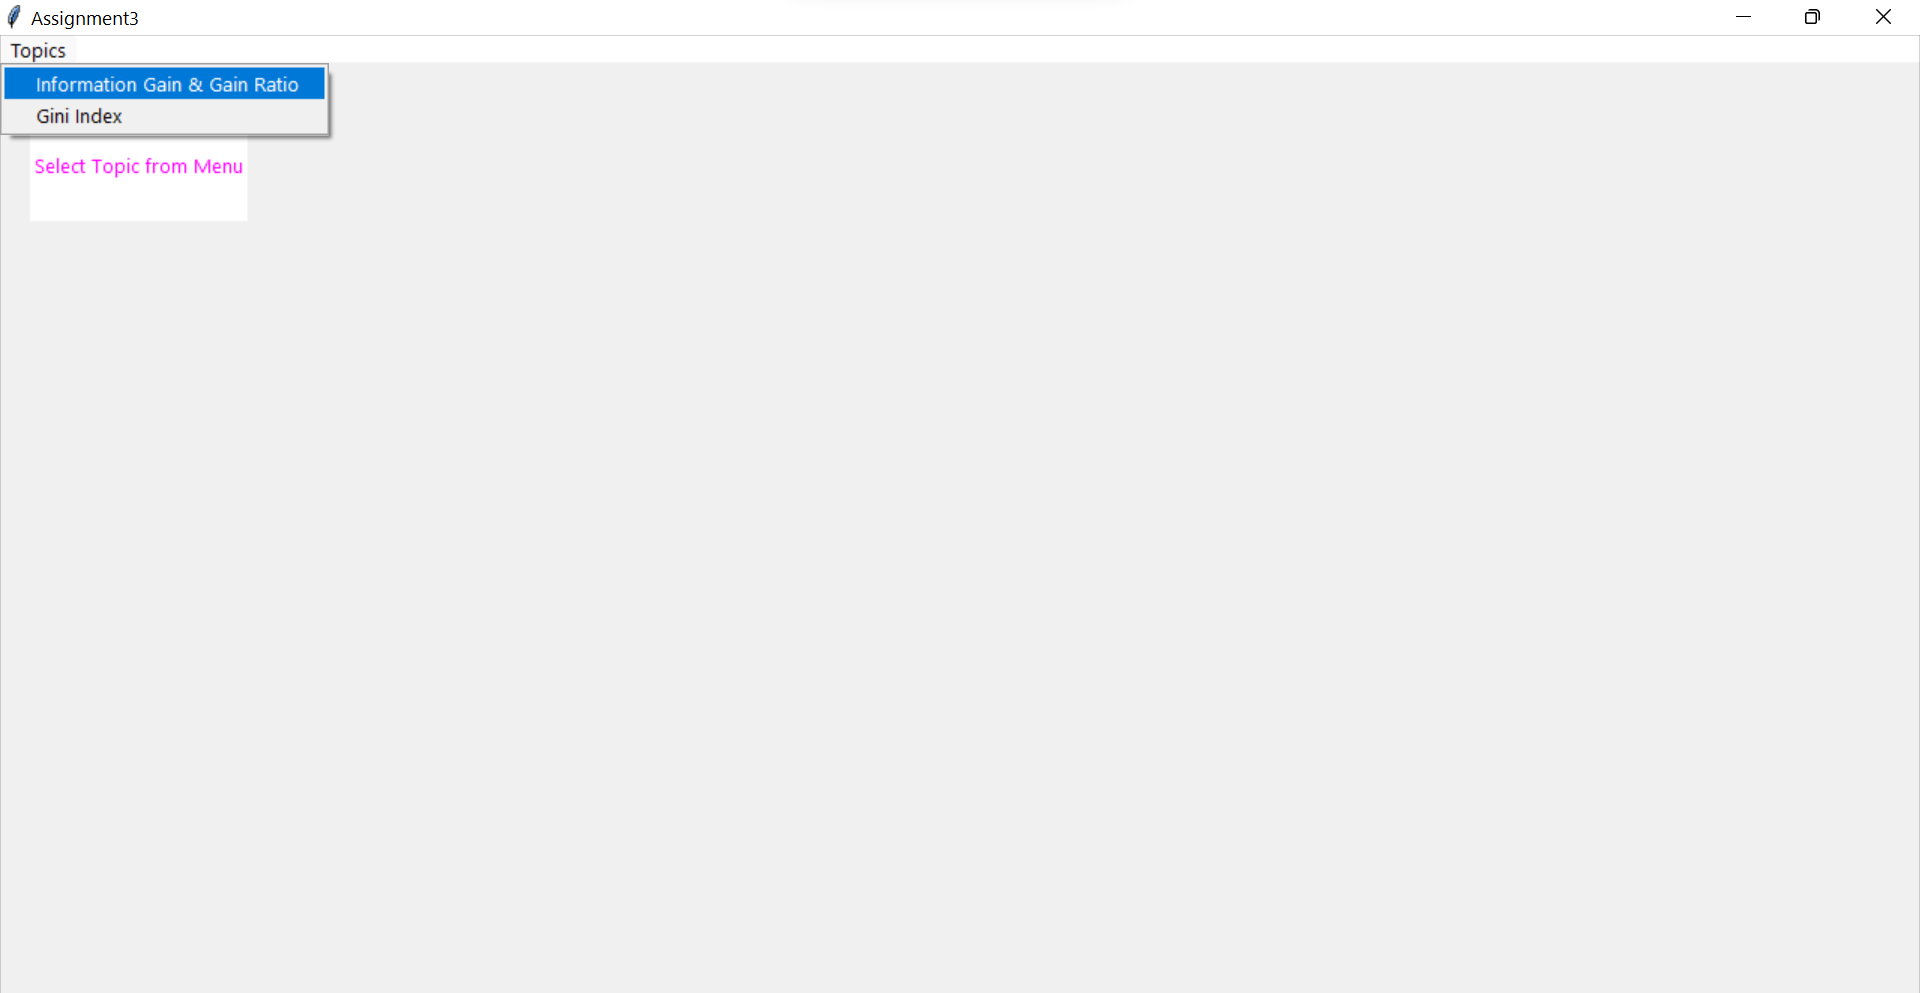 Assignment3
Topics
Information Gain & Gain Ratio
Gini Index
Select Topic from Menu